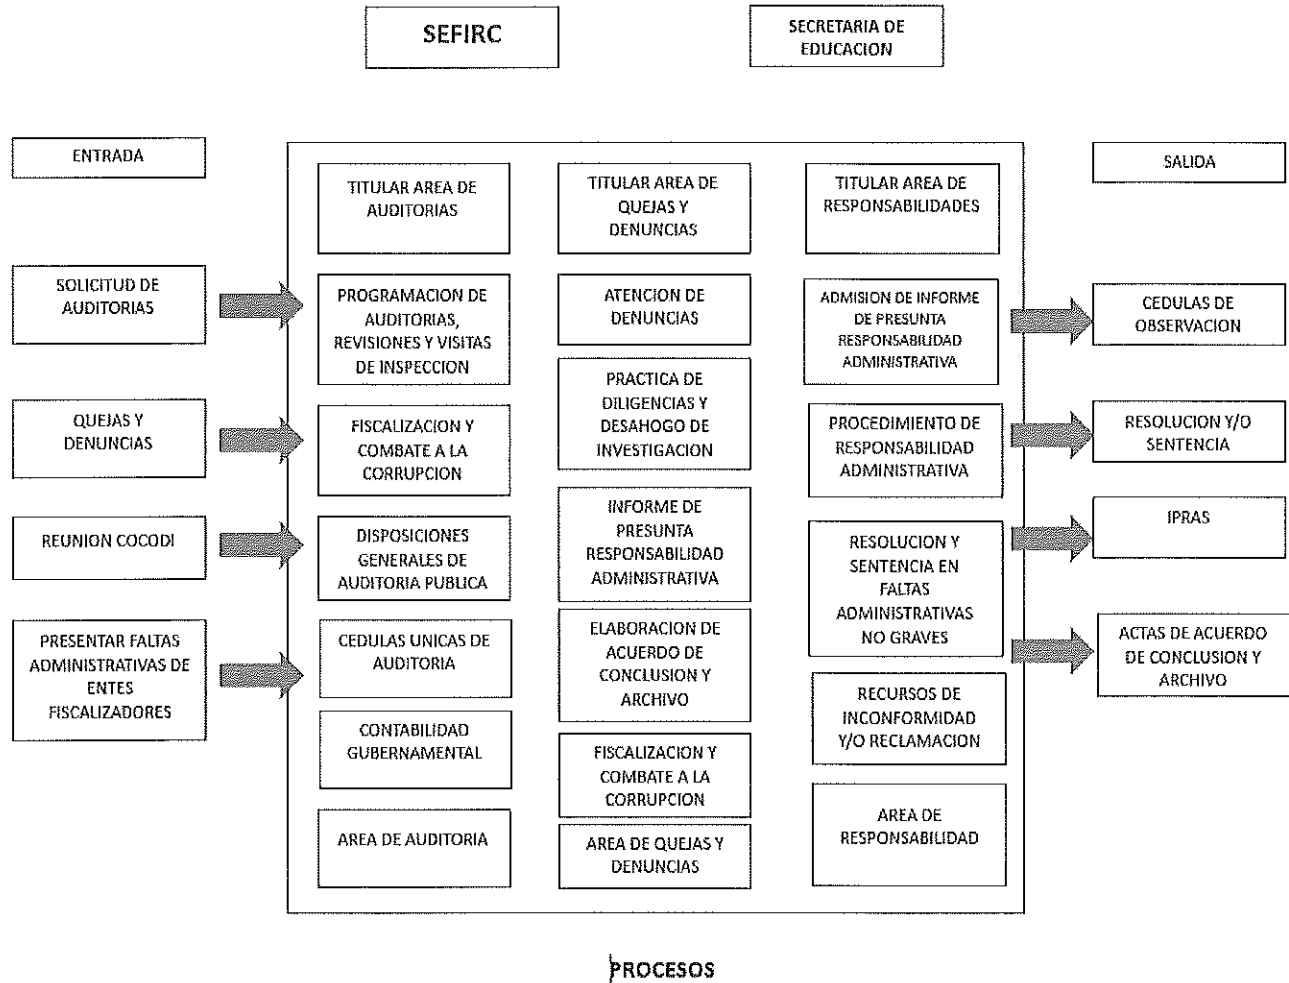 SEFIRC
SECRETARIA DE
EDUCACION
ENTRADA
SOLICITUD DE
AUDITORIAS
QUEJAS Y
DENUNCIAS
REUNION COCODI
PRESENTAR FALTAS
ADMINISTRATIVAS DE
ENTES
FISCALIZADORES
TITULAR AREA DE
AUDITORIAS
PROGRAMACION DE
AUDITORIAS,
REVISIONES Y VISITAS
DE INSPECCION
FISCALIZACION Y
COMBATE A LA
CORRUPCION
DISPOSICIONES
GENERALES DE
AUDITORIA PUBLICA
CEDULAS UNICAS DE
AUDITORIA
CONTABILIDAD
GUBERNAMENTAL
AREA DE AUDITORIA
TITULAR AREA DE
QUEJAS Y
DENUNCIAS
ATENCION DE
DENUNCIAS
PRACTICA DE
DILIGENCIAS Y
DESAHOGO DE
INVESTIGACION
INFORME DE
PRESUNTA
RESPONSABILIDAD
ADMINISTRATIVA
ELABORACION DE
ACUERDO DE
CONCLUSION Y
ARCHIVO
FISCALIZACION Y
COMBATE A LA
CORRUPCION
AREA DE QUEJAS Y
DENUNCIAS
TITULAR AREA DE
RESPONSABILIDADES
ADMISION DE INFORME
DE PRESUNTA
RESPONSABILIDAD
ADMINISTRATIVA
PROCEDIMIENTO DE
RESPONSABILIDAD
ADMINISTRATIVA
RESOLUCION Y
SENTENCIA EN
FALTAS
ADMINISTRATIVAS
NO GRAVES
RECURSOS DE
INCONFORMIDAD
Y/O RECLAMACION
AREA DE
RESPONSABILIDAD
SALIDA
CEDULAS DE
OBSERVACION
RESOLUCION Y/O
SENTENCIA
IPRAS
ACTAS DE ACUERDO
DE CONCLUSION Y
ARCHIVO
PROCESOS